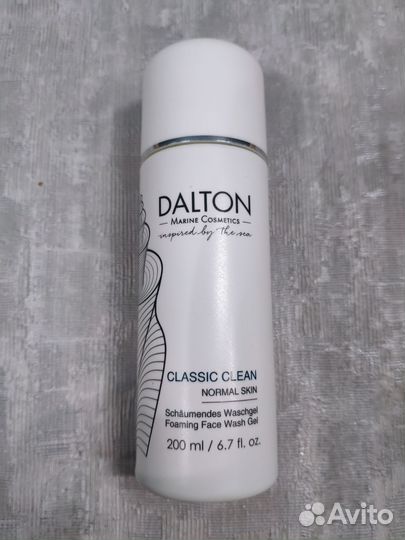 DALTON
MARINE COSMETICS
inspired by the sea
CLASSIC CLEAN
NORMAL SKIN
Schäumendes Waschgel
Foaming Face Wash Gel
200 ml / 6.7 fl. oz.
Avito